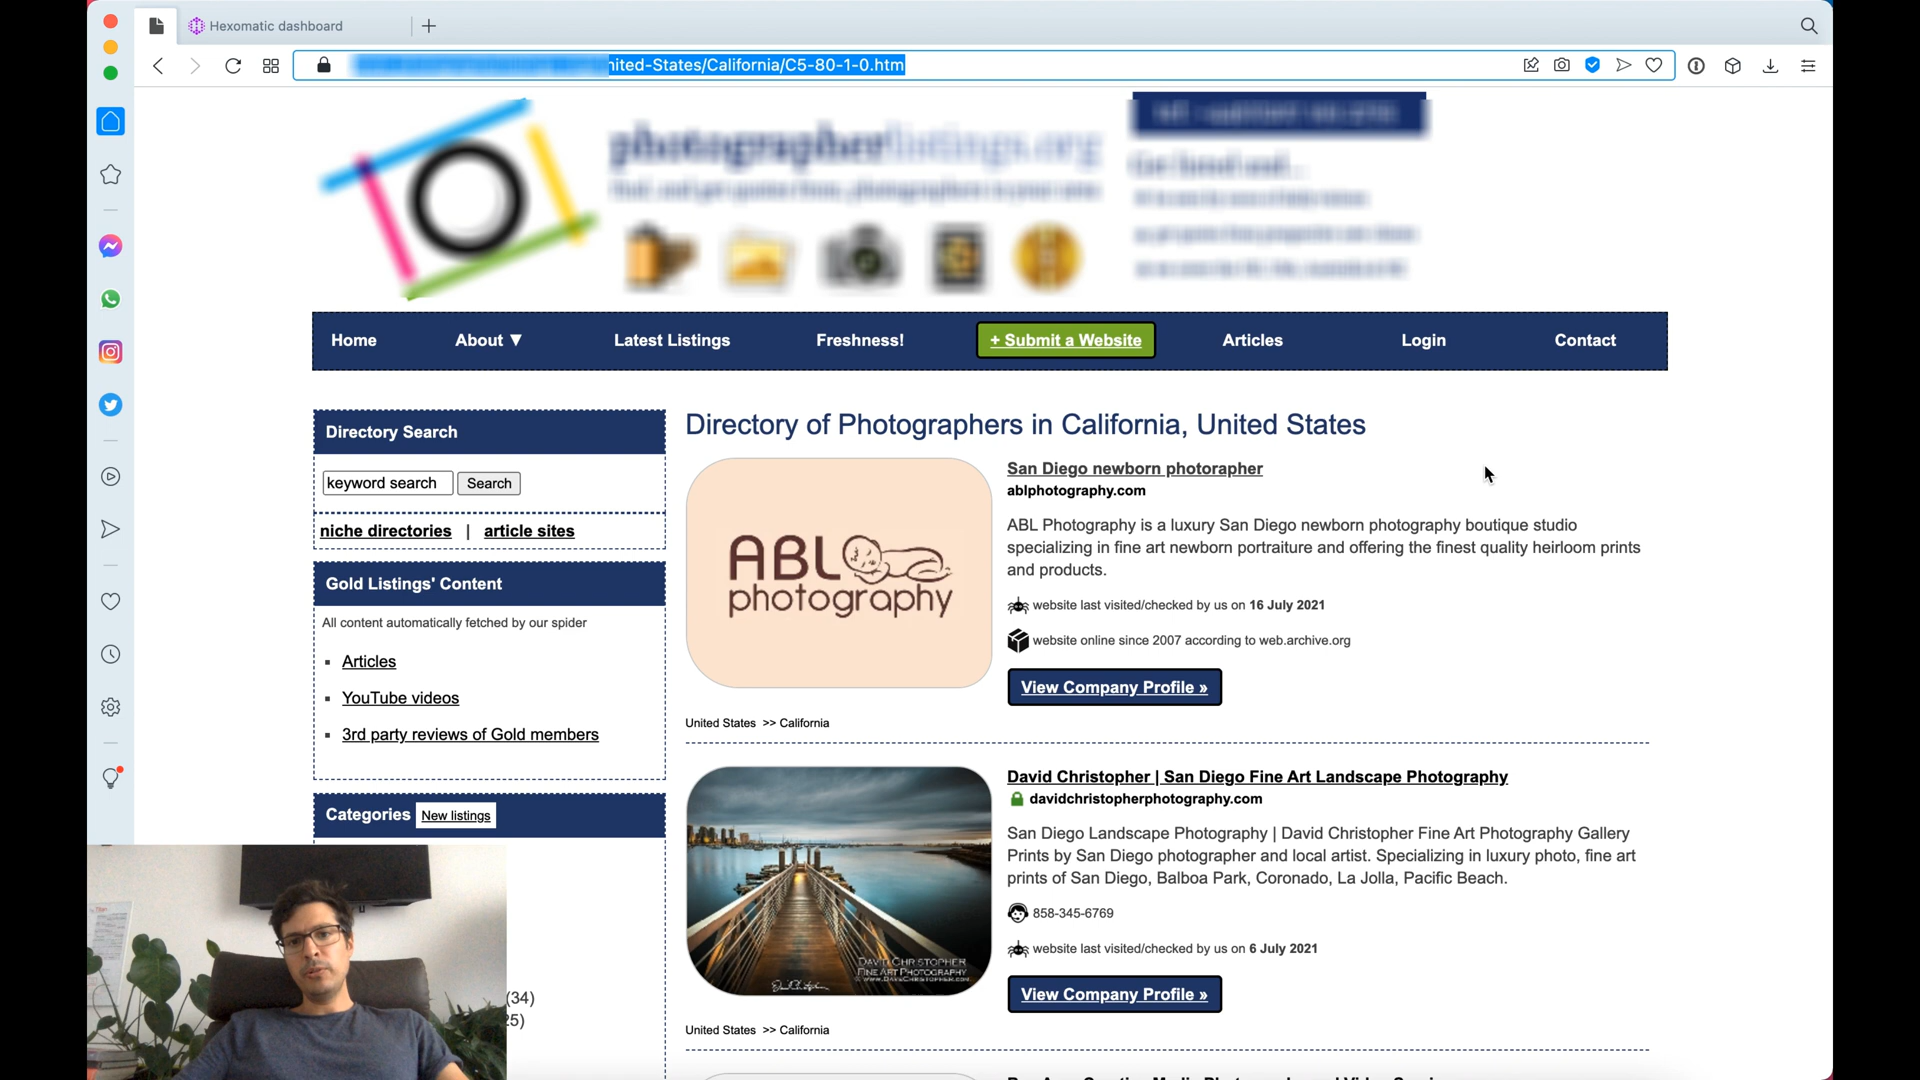 Hexomatic dashboard
nited-States/California/C5-80-1-0.htm
photographerlistings.org
Home
About ▼
Latest Listings
Freshness!
+ Submit a Website
Articles
Login
Contact
Directory Search
keyword search
Search
niche directories | article sites
Gold Listings' Content
All content automatically fetched by our spider
Articles
YouTube videos
3rd party reviews of Gold members
Categories
New listings
(34)
25)
Directory of Photographers in California, United States
ABL
photography
San Diego newborn photorapher
ablphotography.com
ABL Photography is a luxury San Diego newborn photography boutique studio
specializing in fine art newborn portraiture and offering the finest quality heirloom prints
and products.
website last visited/checked by us on 16 July 2021
website online since 2007 according to web.archive.org
View Company Profile »
United States >> California
DAVID CHRISTOPHER
FINE ART PHOTOGRAPHY
David Christopher | San Diego Fine Art Landscape Photography
davidchristopherphotography.com
San Diego Landscape Photography | David Christopher Fine Art Photography Gallery
Prints by San Diego photographer and local artist. Specializing in luxury photo, fine art
prints of San Diego, Balboa Park, Coronado, La Jolla, Pacific Beach.
858-345-6769
website last visited/checked by us on 6 July 2021
View Company Profile »
United States >> California